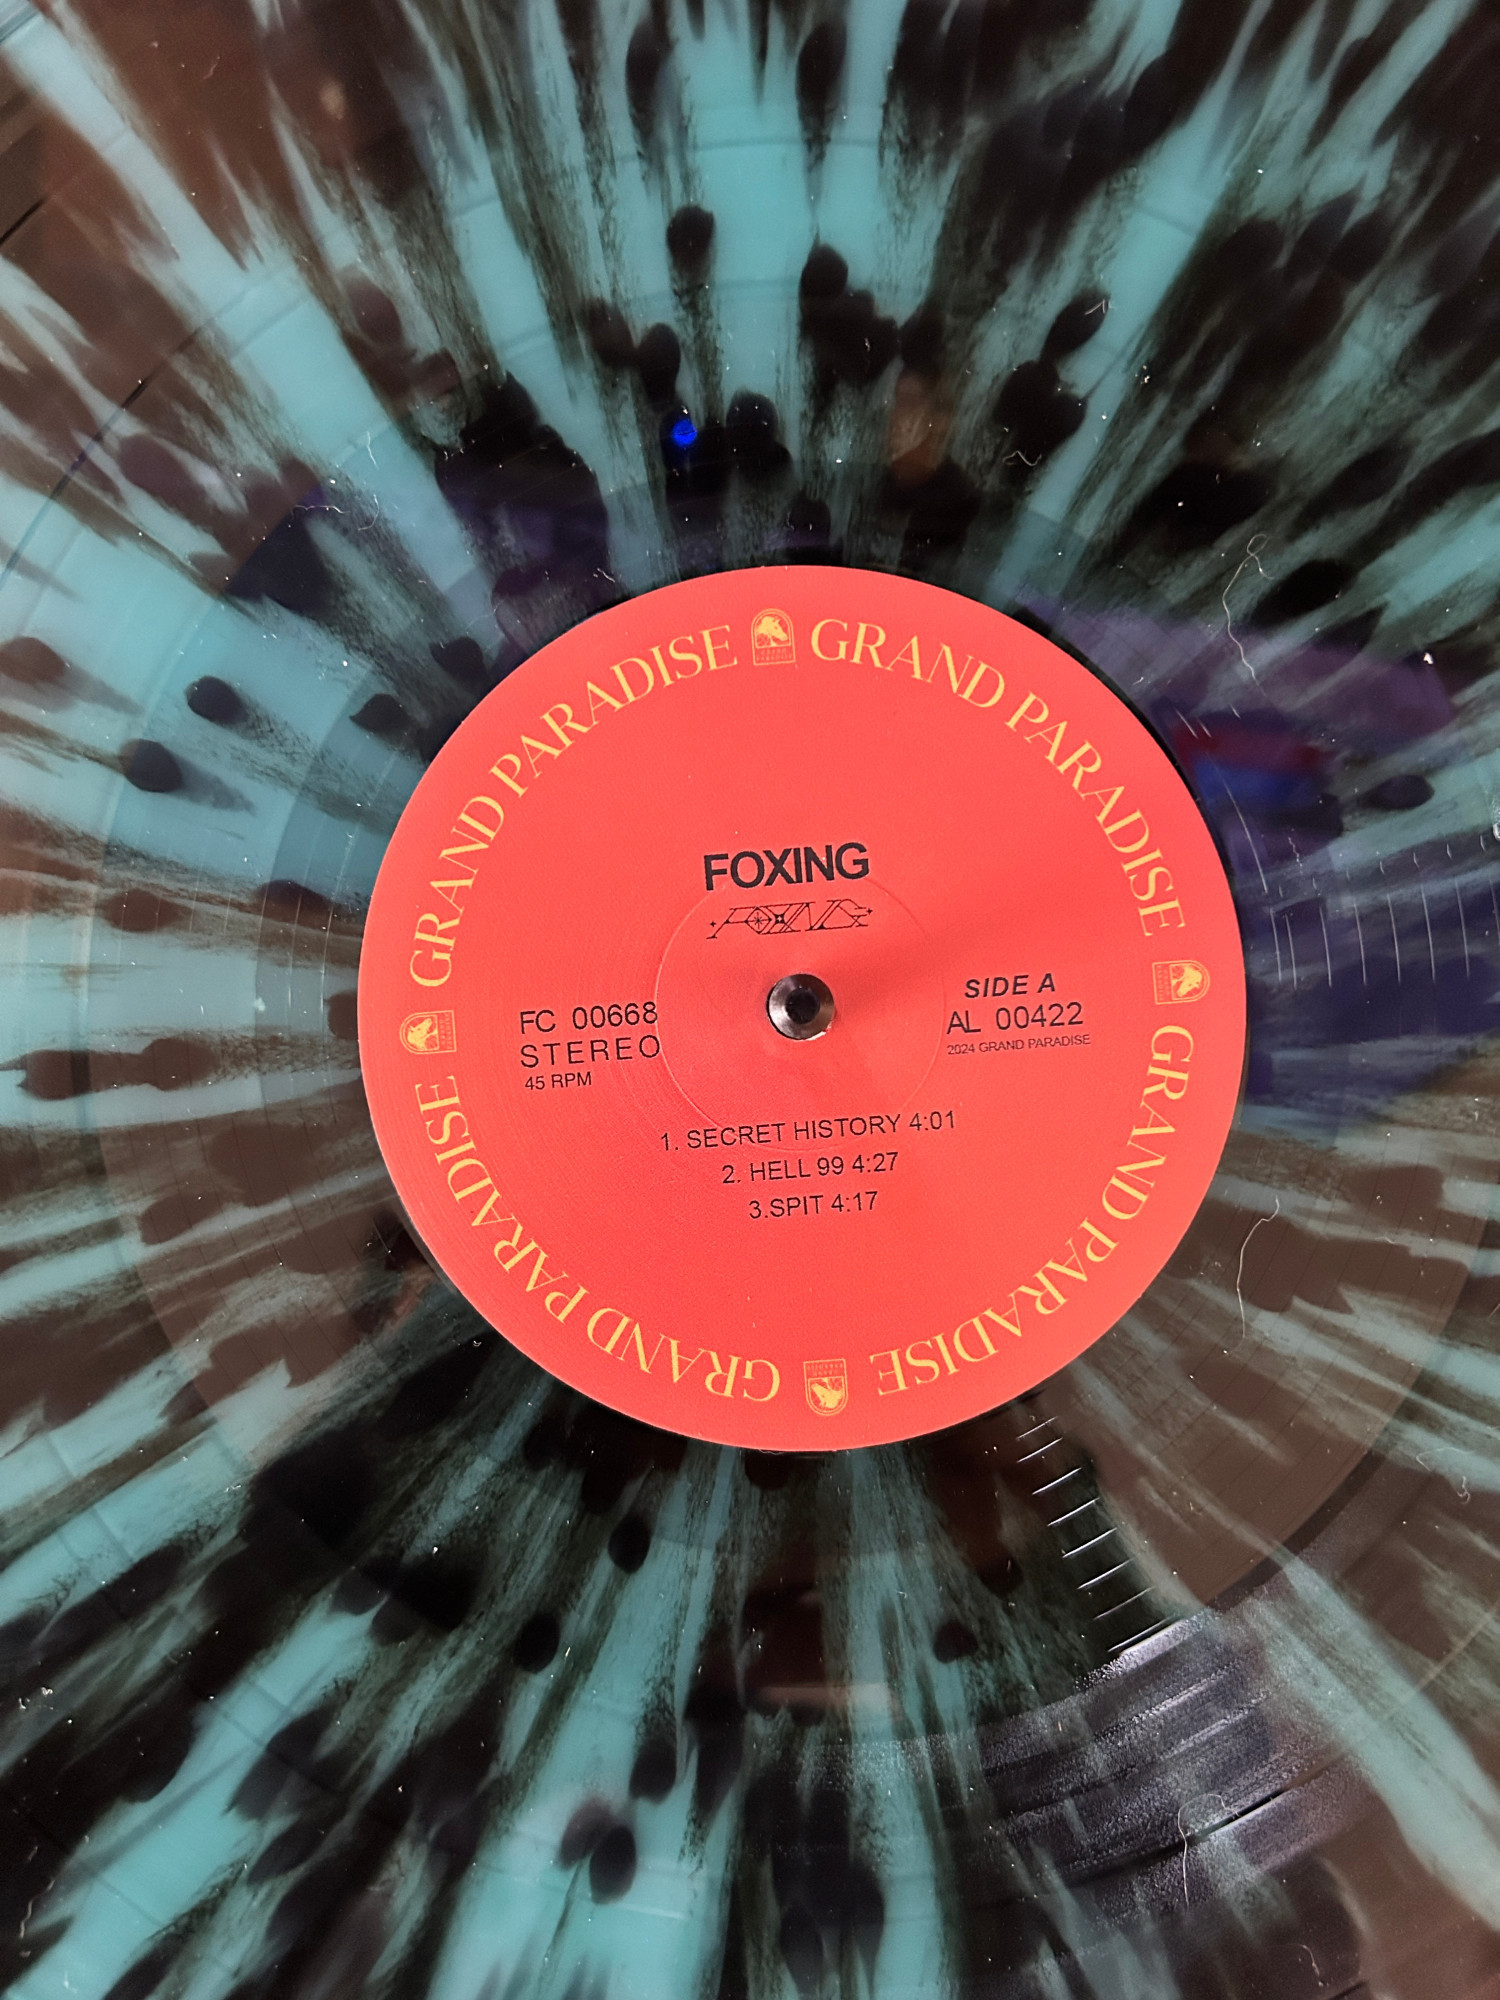 GRAND PARADISE
GRAND PARADISE
GRAND PARADISE
GRAND PARADISE
FOXING
FOXING
FC 00668
STEREO
45 RPM
SIDE A
AL 00422
2024 GRAND PARADISE
1. SECRET HISTORY 4:01
2. HELL 99 4:27
3.SPIT 4:17